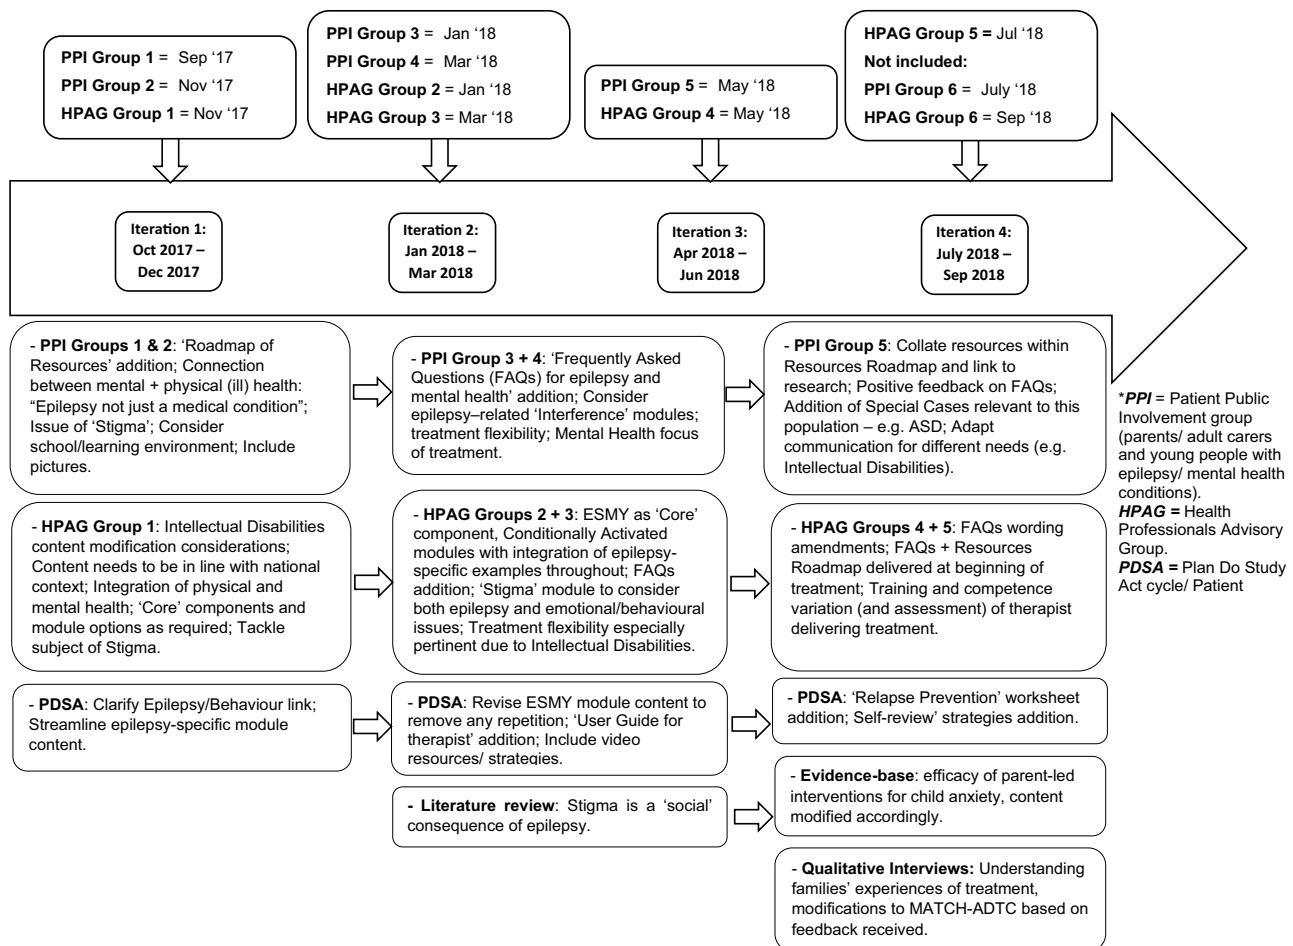 PPI Group 1 = Sep ‘17
PPI Group 2 = Nov ‘17
HPAG Group 1 = Nov ‘17
PPI Group 3 = Jan ‘18
PPI Group 4 = Mar ‘18
HPAG Group 2 = Jan ‘18
HPAG Group 3 = Mar ‘18
PPI Group 5 = May ‘18
HPAG Group 4 = May ‘18
HPAG Group 5 = Jul ‘18
Not included:
PPI Group 6 = July ‘18
HPAG Group 6 = Sep ‘18
Iteration 1:
Oct 2017 –
Dec 2017
Iteration 2:
Jan 2018 –
Mar 2018
Iteration 3:
Apr 2018 –
Jun 2018
Iteration 4:
July 2018 –
Sep 2018
- PPI Groups 1 & 2: ‘Roadmap of
Resources’ addition; Connection
between mental + physical (ill) health:
“Epilepsy not just a medical condition”;
Issue of ‘Stigma’; Consider
school/learning environment; Include
pictures.
- PPI Group 3 + 4: ‘Frequently Asked
Questions (FAQs) for epilepsy and
mental health’ addition; Consider
epilepsy–related ‘Interference’ modules;
treatment flexibility; Mental Health focus
of treatment.
- PPI Group 5: Collate resources within
Resources Roadmap and link to
research; Positive feedback on FAQs;
Addition of Special Cases relevant to this
population – e.g. ASD; Adapt
communication for different needs (e.g.
Intellectual Disabilities).
- HPAG Group 1: Intellectual Disabilities
content modification considerations;
Content needs to be in line with national
context; Integration of physical and
mental health; ‘Core’ components and
module options as required; Tackle
subject of Stigma.
- HPAG Groups 2 + 3: ESMY as ‘Core’
component, Conditionally Activated
modules with integration of epilepsy-
specific examples throughout; FAQs
addition; ‘Stigma’ module to consider
both epilepsy and emotional/behavioural
issues; Treatment flexibility especially
pertinent due to Intellectual Disabilities.
- HPAG Groups 4 + 5: FAQs wording
amendments; FAQs + Resources
Roadmap delivered at beginning of
treatment; Training and competence
variation (and assessment) of therapist
delivering treatment.
- PDSA: Clarify Epilepsy/Behaviour link;
Streamline epilepsy-specific module
content.
- PDSA: Revise ESMY module content to
remove any repetition; ‘User Guide for
therapist’ addition; Include video
resources/ strategies.
- PDSA: ‘Relapse Prevention’ worksheet
addition; Self-review’ strategies addition.
- Literature review: Stigma is a ‘social’
consequence of epilepsy.
- Evidence-base: efficacy of parent-led
interventions for child anxiety, content
modified accordingly.
- Qualitative Interviews: Understanding
families’ experiences of treatment,
modifications to MATCH-ADTC based on
feedback received.
*PPI = Patient Public
Involvement group
(parents/ adult carers
and young people with
epilepsy/ mental health
conditions).
HPAG = Health
Professionals Advisory
Group.
PDSA = Plan Do Study
Act cycle/ Patient